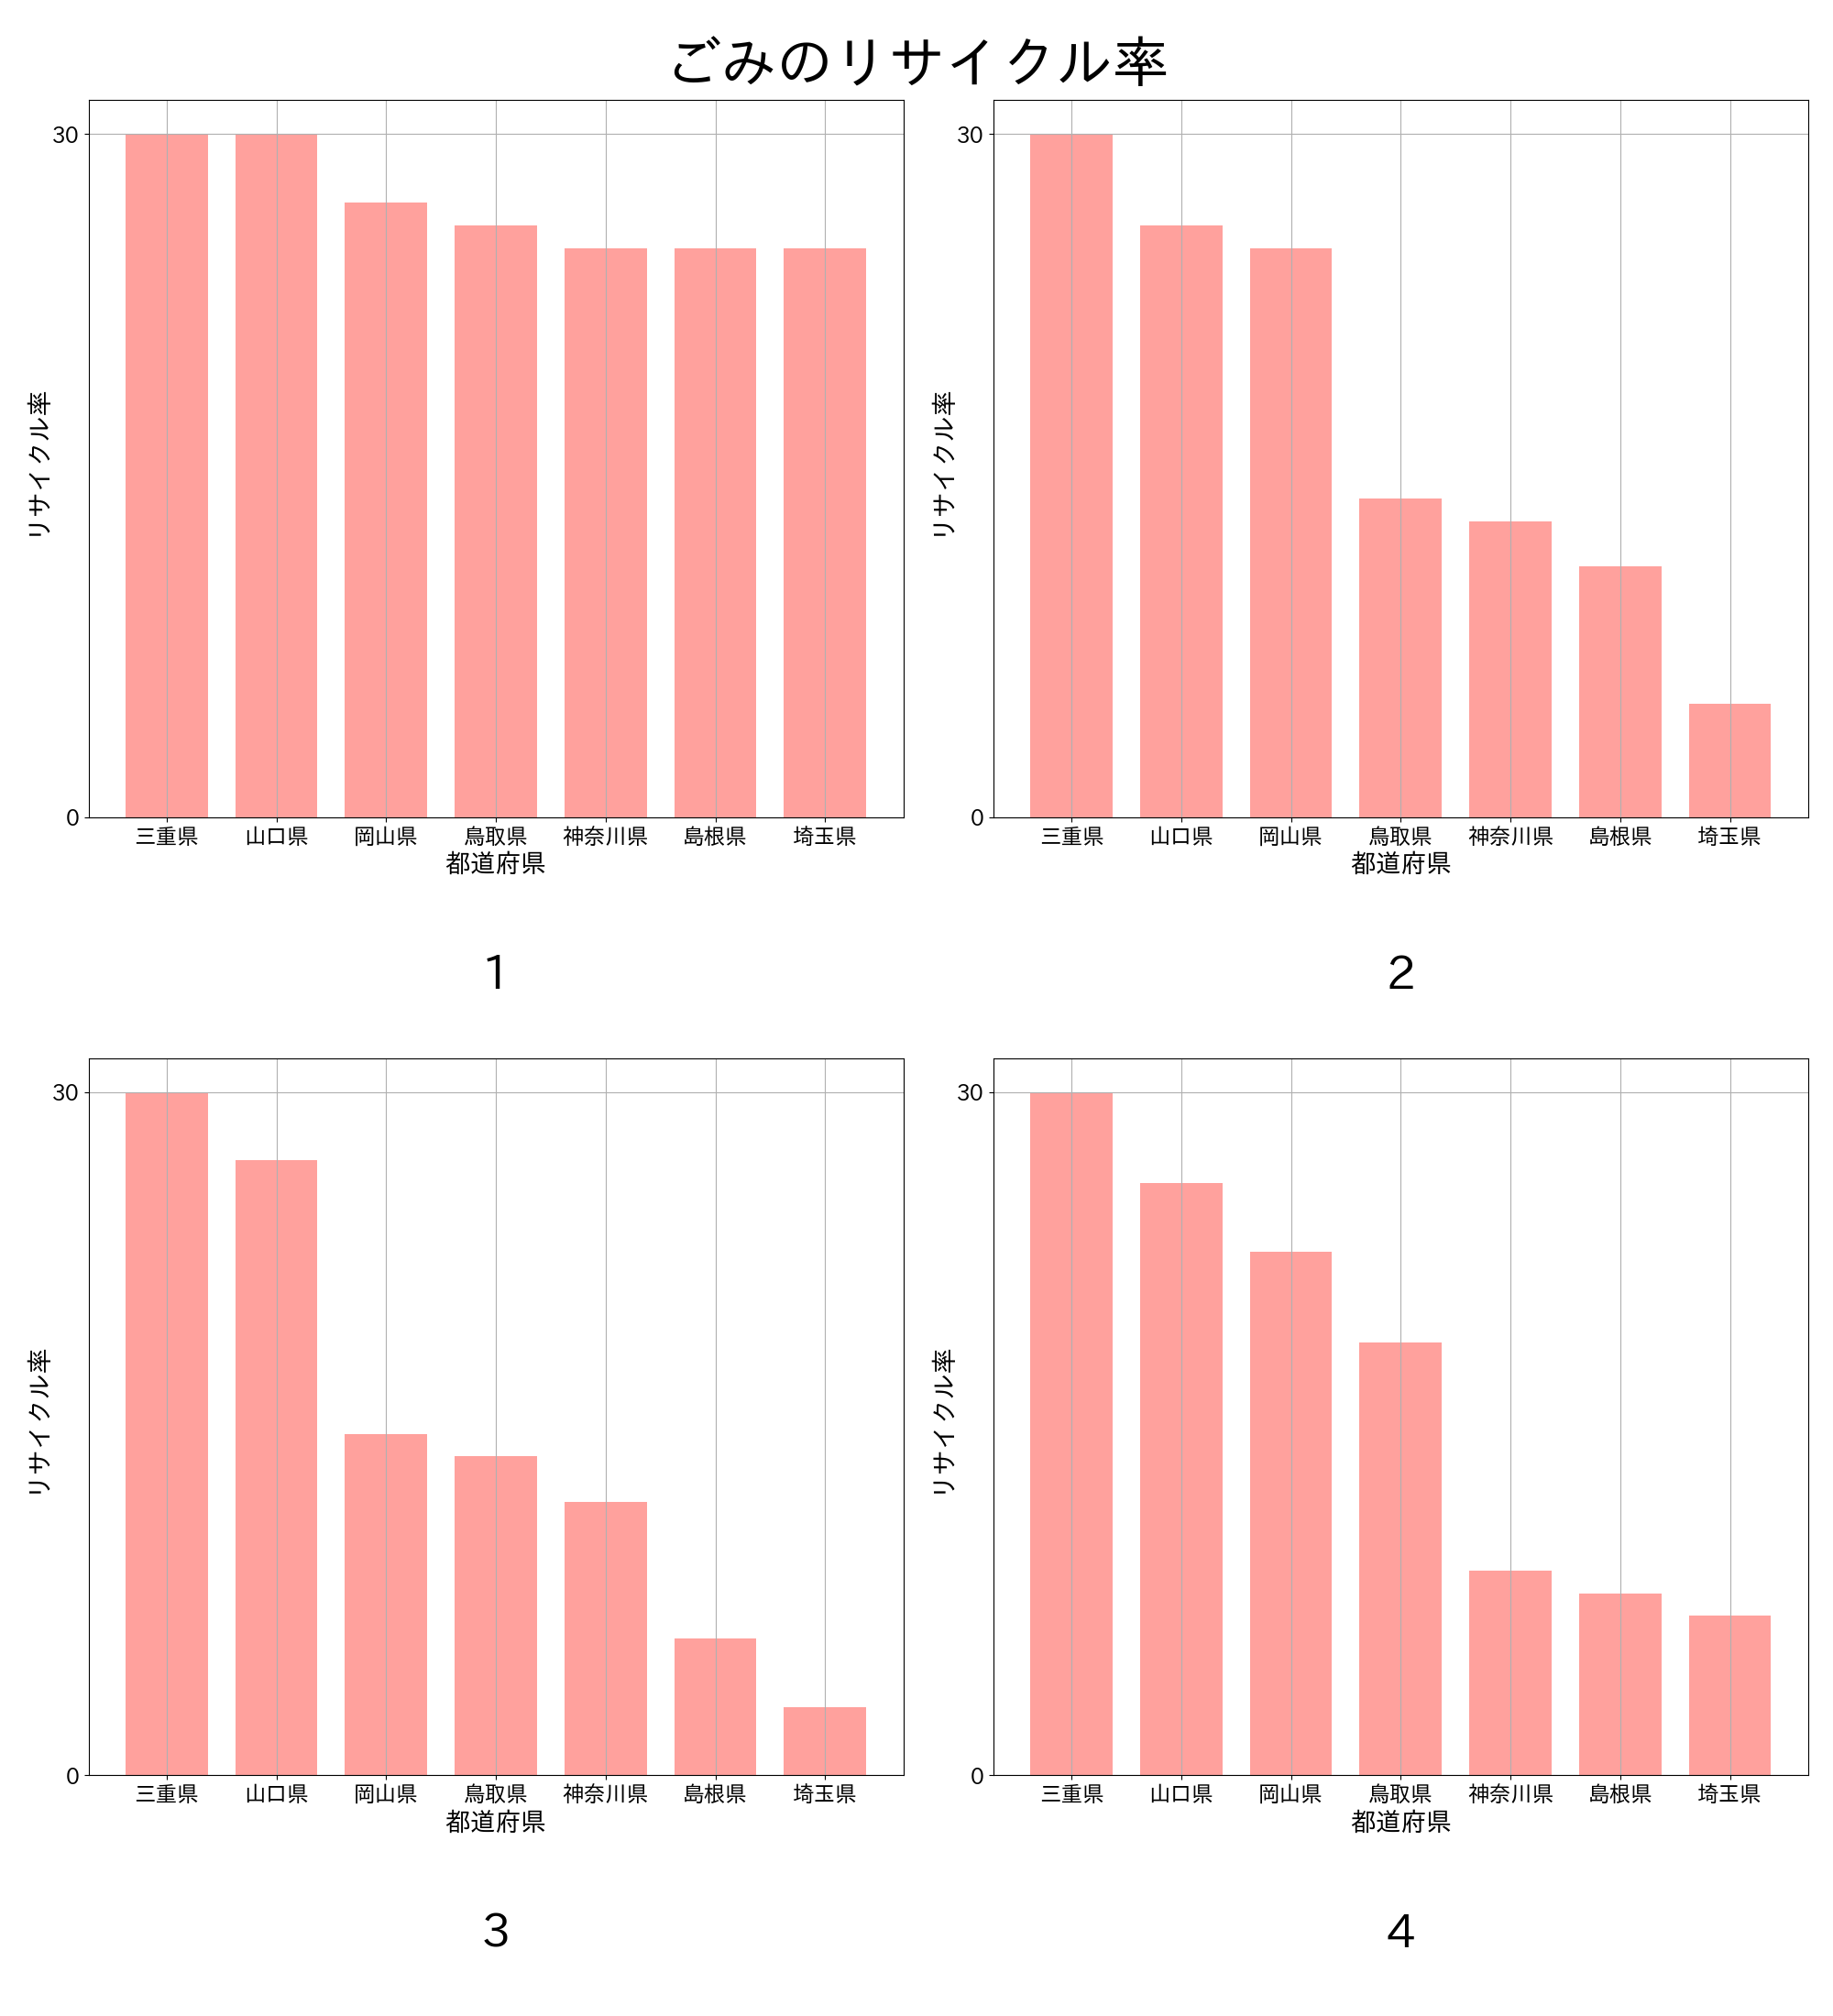 ごみのリサイクル率
30
0
リサイクル率
三重県 山口県 岡山県 鳥取県 神奈川県 島根県 埼玉県
都道府県
1
30
0
リサイクル率
三重県 山口県 岡山県 鳥取県 神奈川県 島根県 埼玉県
都道府県
2
30
0
リサイクル率
三重県 山口県 岡山県 鳥取県 神奈川県 島根県 埼玉県
都道府県
3
30
0
リサイクル率
三重県 山口県 岡山県 鳥取県 神奈川県 島根県 埼玉県
都道府県
4